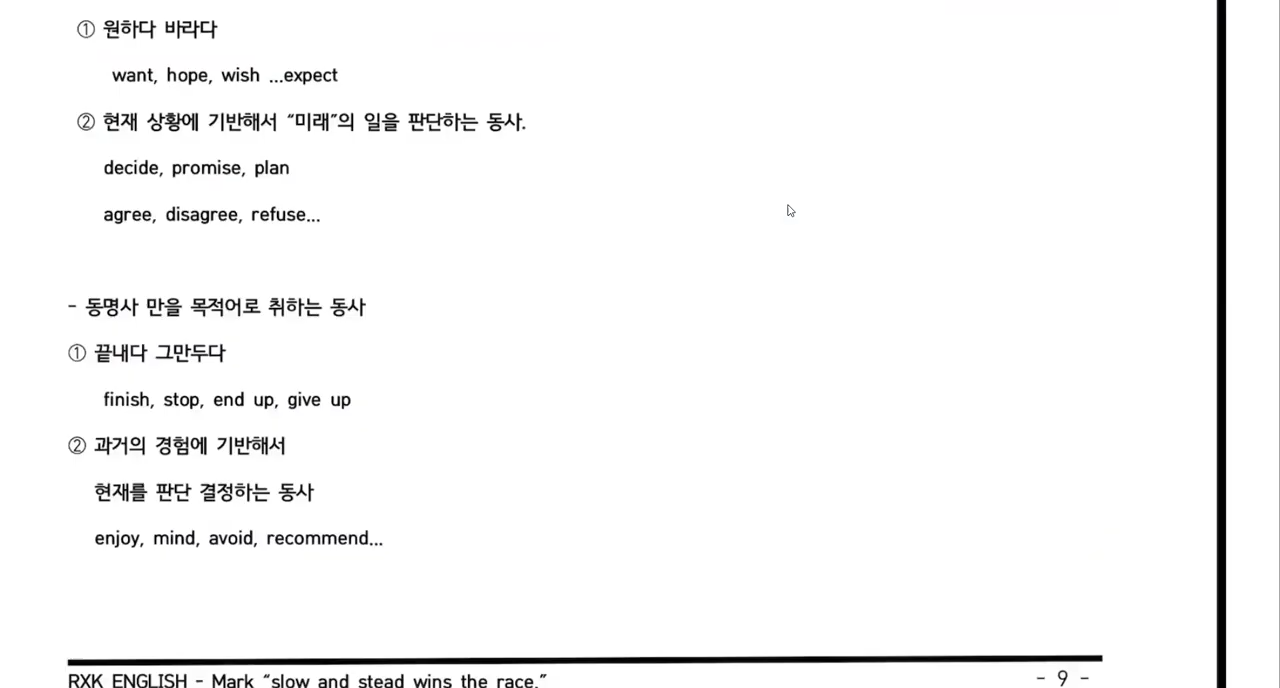 ① 원하다 바라다
want, hope, wish ...expect
② 현재 상황에 기반해서 “미래”의 일을 판단하는 동사.
decide, promise, plan
agree, disagree, refuse...
- 동명사 만을 목적어로 취하는 동사
① 끝내다 그만두다
finish, stop, end up, give up
② 과거의 경험에 기반해서
현재를 판단 결정하는 동사
enjoy, mind, avoid, recommend...
RXK ENGLISH - Mark “slow and stead wins the race.”
- 9 -